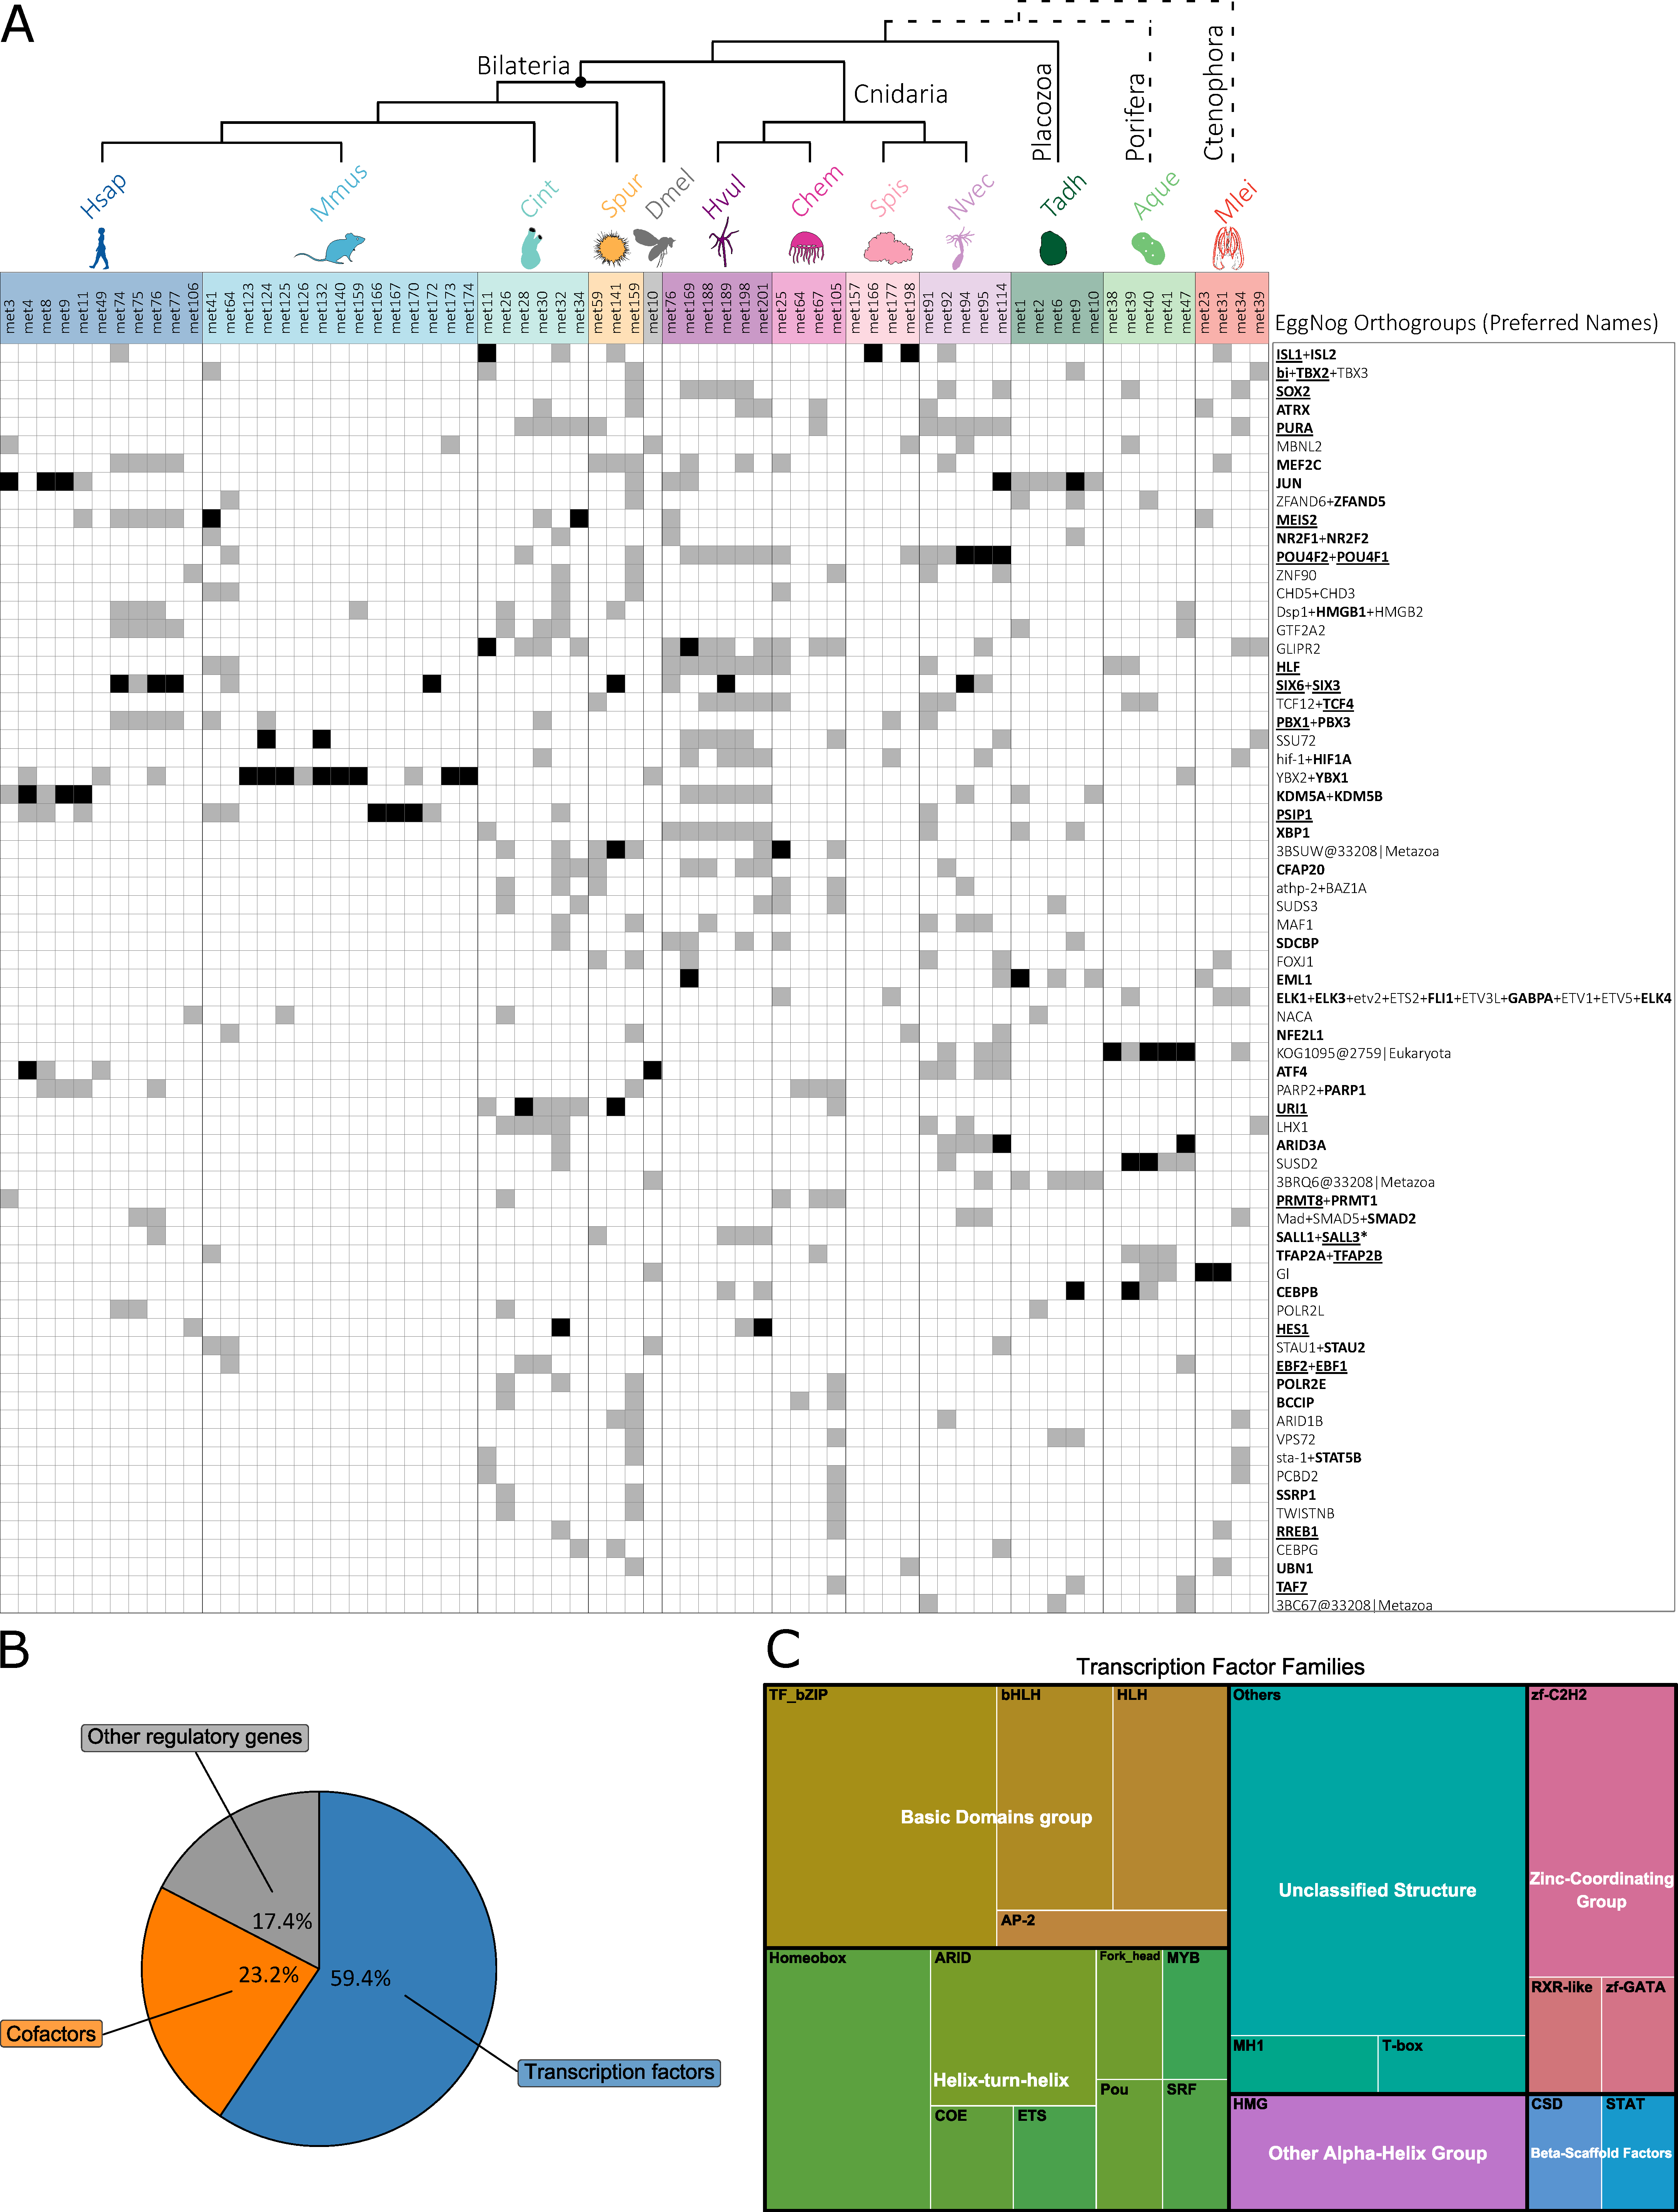 A
Bilateria
Cnidaria
Placozoa
Porifera
Ctenophora
Hsap
Mmus
Cint
Spur
Dmel
Hvul
Chem
Spis
Nvec
Tadh
Aque
Mlei
met3 met4 met8 met9 met11 met49 met74 met75 met76 met77 met106 met41 met64 met123 met124 met125 met126 met132 met140 met159 met166 met167 met170 met172 met173 met174 met11 met26 met28 met30 met32 met34 met59 met141 met159 met10 met76 met169 met188 met189 met198 met201 met25 met64 met67 met105 met157 met166 met177 met198 met91 met92 met94 met95 met114 met1 met2 met6 met9 met10 met38 met39 met40 met41 met47 met23 met31 met34 met39
EggNog Orthogroups (Preferred Names)
ISL1+ISL2
bi+TBX2+TBX3
SOX2
ATRX
PURA
MBNL2
MEF2C
JUN
ZFAND6+ZFAND5
MEIS2
NR2F1+NR2F2
POU4F2+POU4F1
ZNF90
CHD5+CHD3
Dsp1+HMGB1+HMGB2
GTF2A2
GLIPR2
HLF
SIX6+SIX3
TCF12+TCF4
PBX1+PBX3
SSU72
hif-1+HIF1A
YBX2+YBX1
KDM5A+KDM5B
PSIP1
XBP1
3BSUW@33208|Metazoa
CFAP20
athp-2+BAZ1A
SUDS3
MAF1
SDCBP
FOXJ1
EML1
ELK1+ELK3+etv2+ETS2+FLI1+ETV3L+GABPA+ETV1+ETV5+ELK4
NACA
NFE2L1
KOG1095@2759|Eukaryota
ATF4
PARP2+PARP1
URI1
LHX1
ARID3A
SUSD2
3BRQ6@33208|Metazoa
PRMT8+PRMT1
Mad+SMAD5+SMAD2
SALL1+SALL3*
TFAP2A+TFAP2B
Gl
CEBPB
POLR2L
HES1
STAU1+STAU2
EBF2+EBF1
POLR2E
BCCIP
ARID1B
VPS72
sta-1+STAT5B
PCBD2
SSRP1
TWISTNB
RREB1
CEBPG
UBN1
TAF7
3BC67@33208|Metazoa
B
Other regulatory genes
17.4%
23.2%
59.4%
Cofactors
Transcription factors
C
Transcription Factor Families
TF_bZIP
bHLH
HLH
Basic Domains group
AP-2
Homeobox
ARID
Fork_head
MYB
Helix-turn-helix
Pou
SRF
COE
ETS
Others
Unclassified Structure
MH1
T-box
HMG
Other Alpha-Helix Group
zf-C2H2
Zinc-Coordinating
Group
RXR-like
zf-GATA
CSD
STAT
Beta-Scaffold Factors